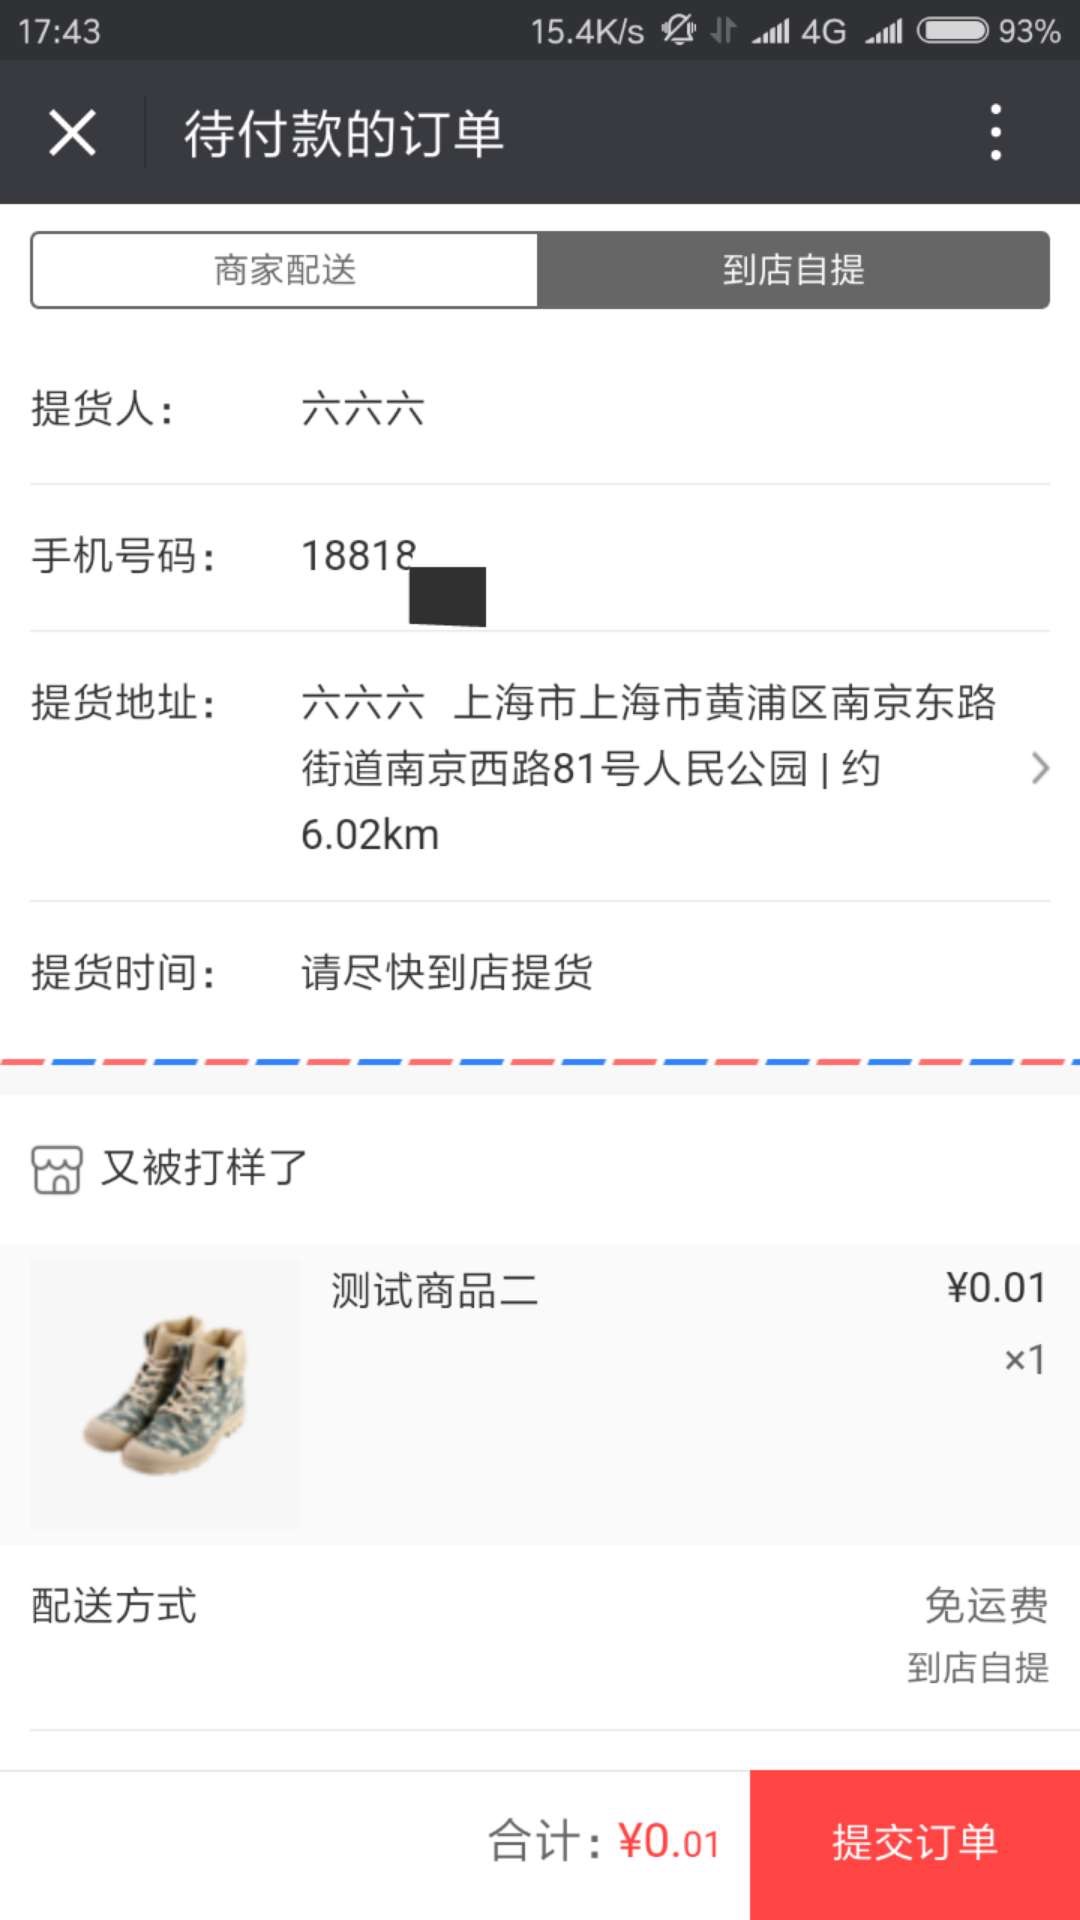 17:43 15.4K/s 4G 93%
待付款的订单
商家配送 到店自提
提货人： 六六六
手机号码： 18818
提货地址： 六六六 上海市上海市黄浦区南京东路
街道南京西路81号人民公园 | 约
6.02km
提货时间： 请尽快到店提货
又被打样了
测试商品二 ¥0.01
×1
配送方式 免运费
到店自提
合计：¥0.01 提交订单